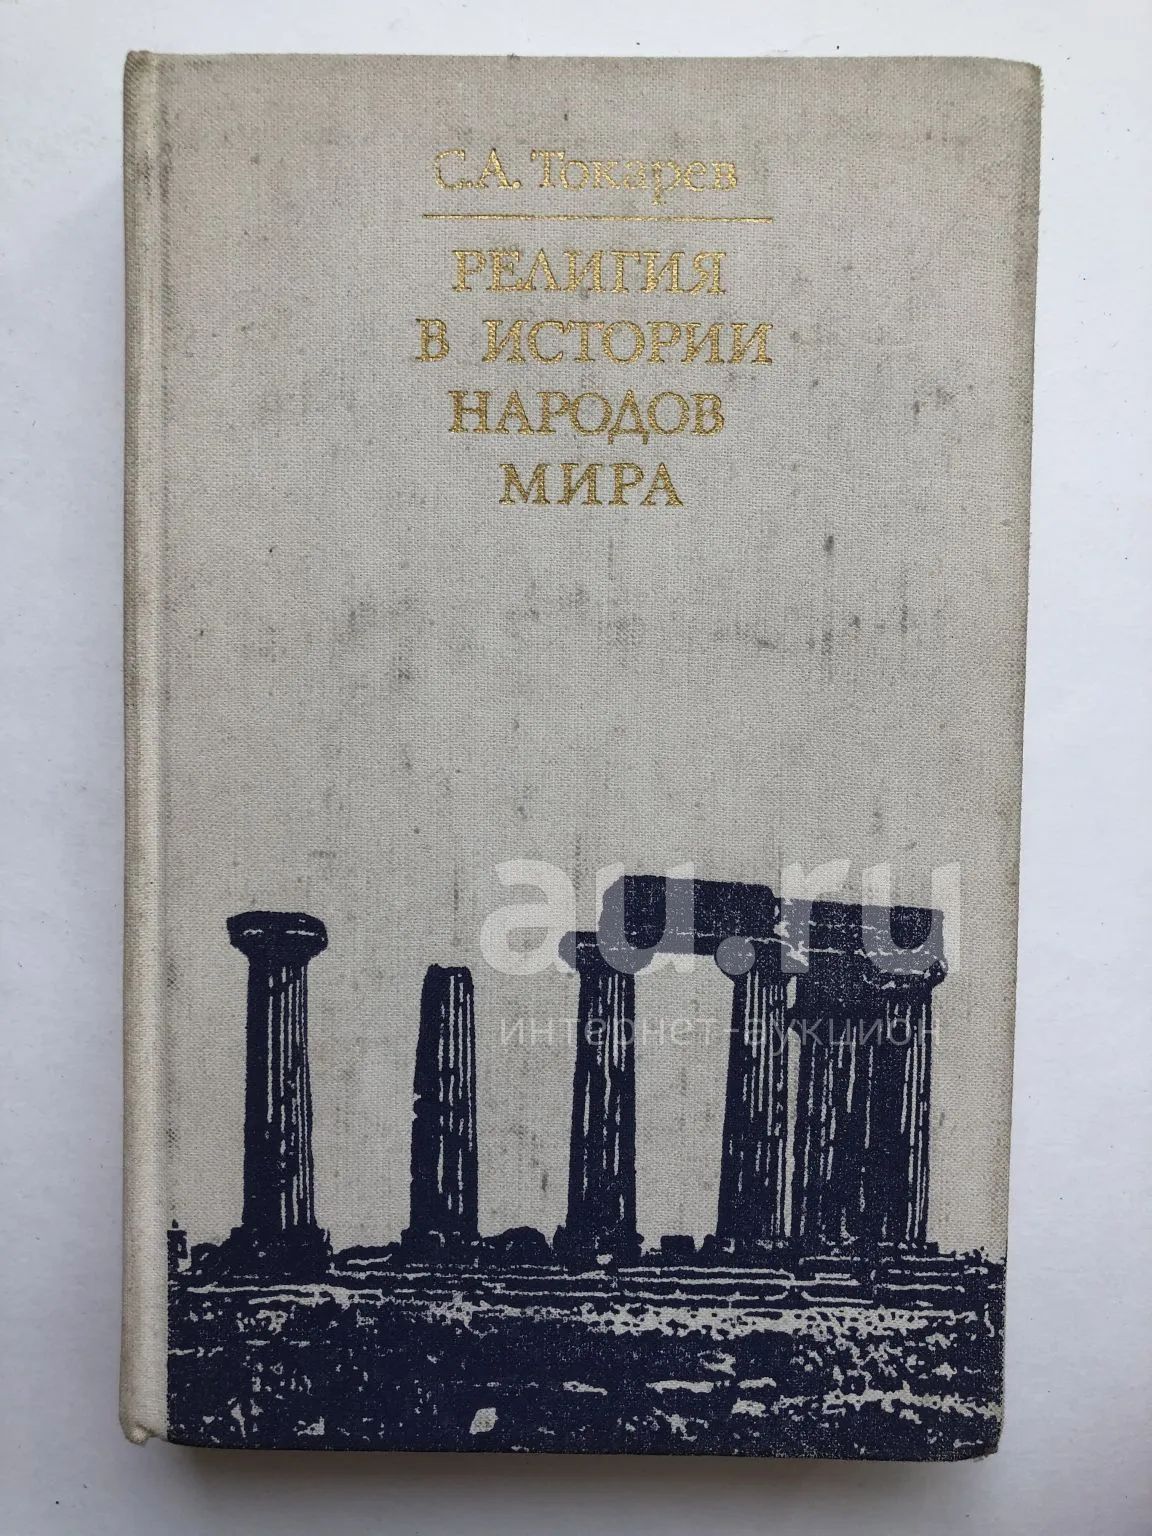 С.А. Токарев
РЕЛИГИЯ
В ИСТОРИИ
НАРОДОВ
МИРА
au.ru
интернет-аукцион